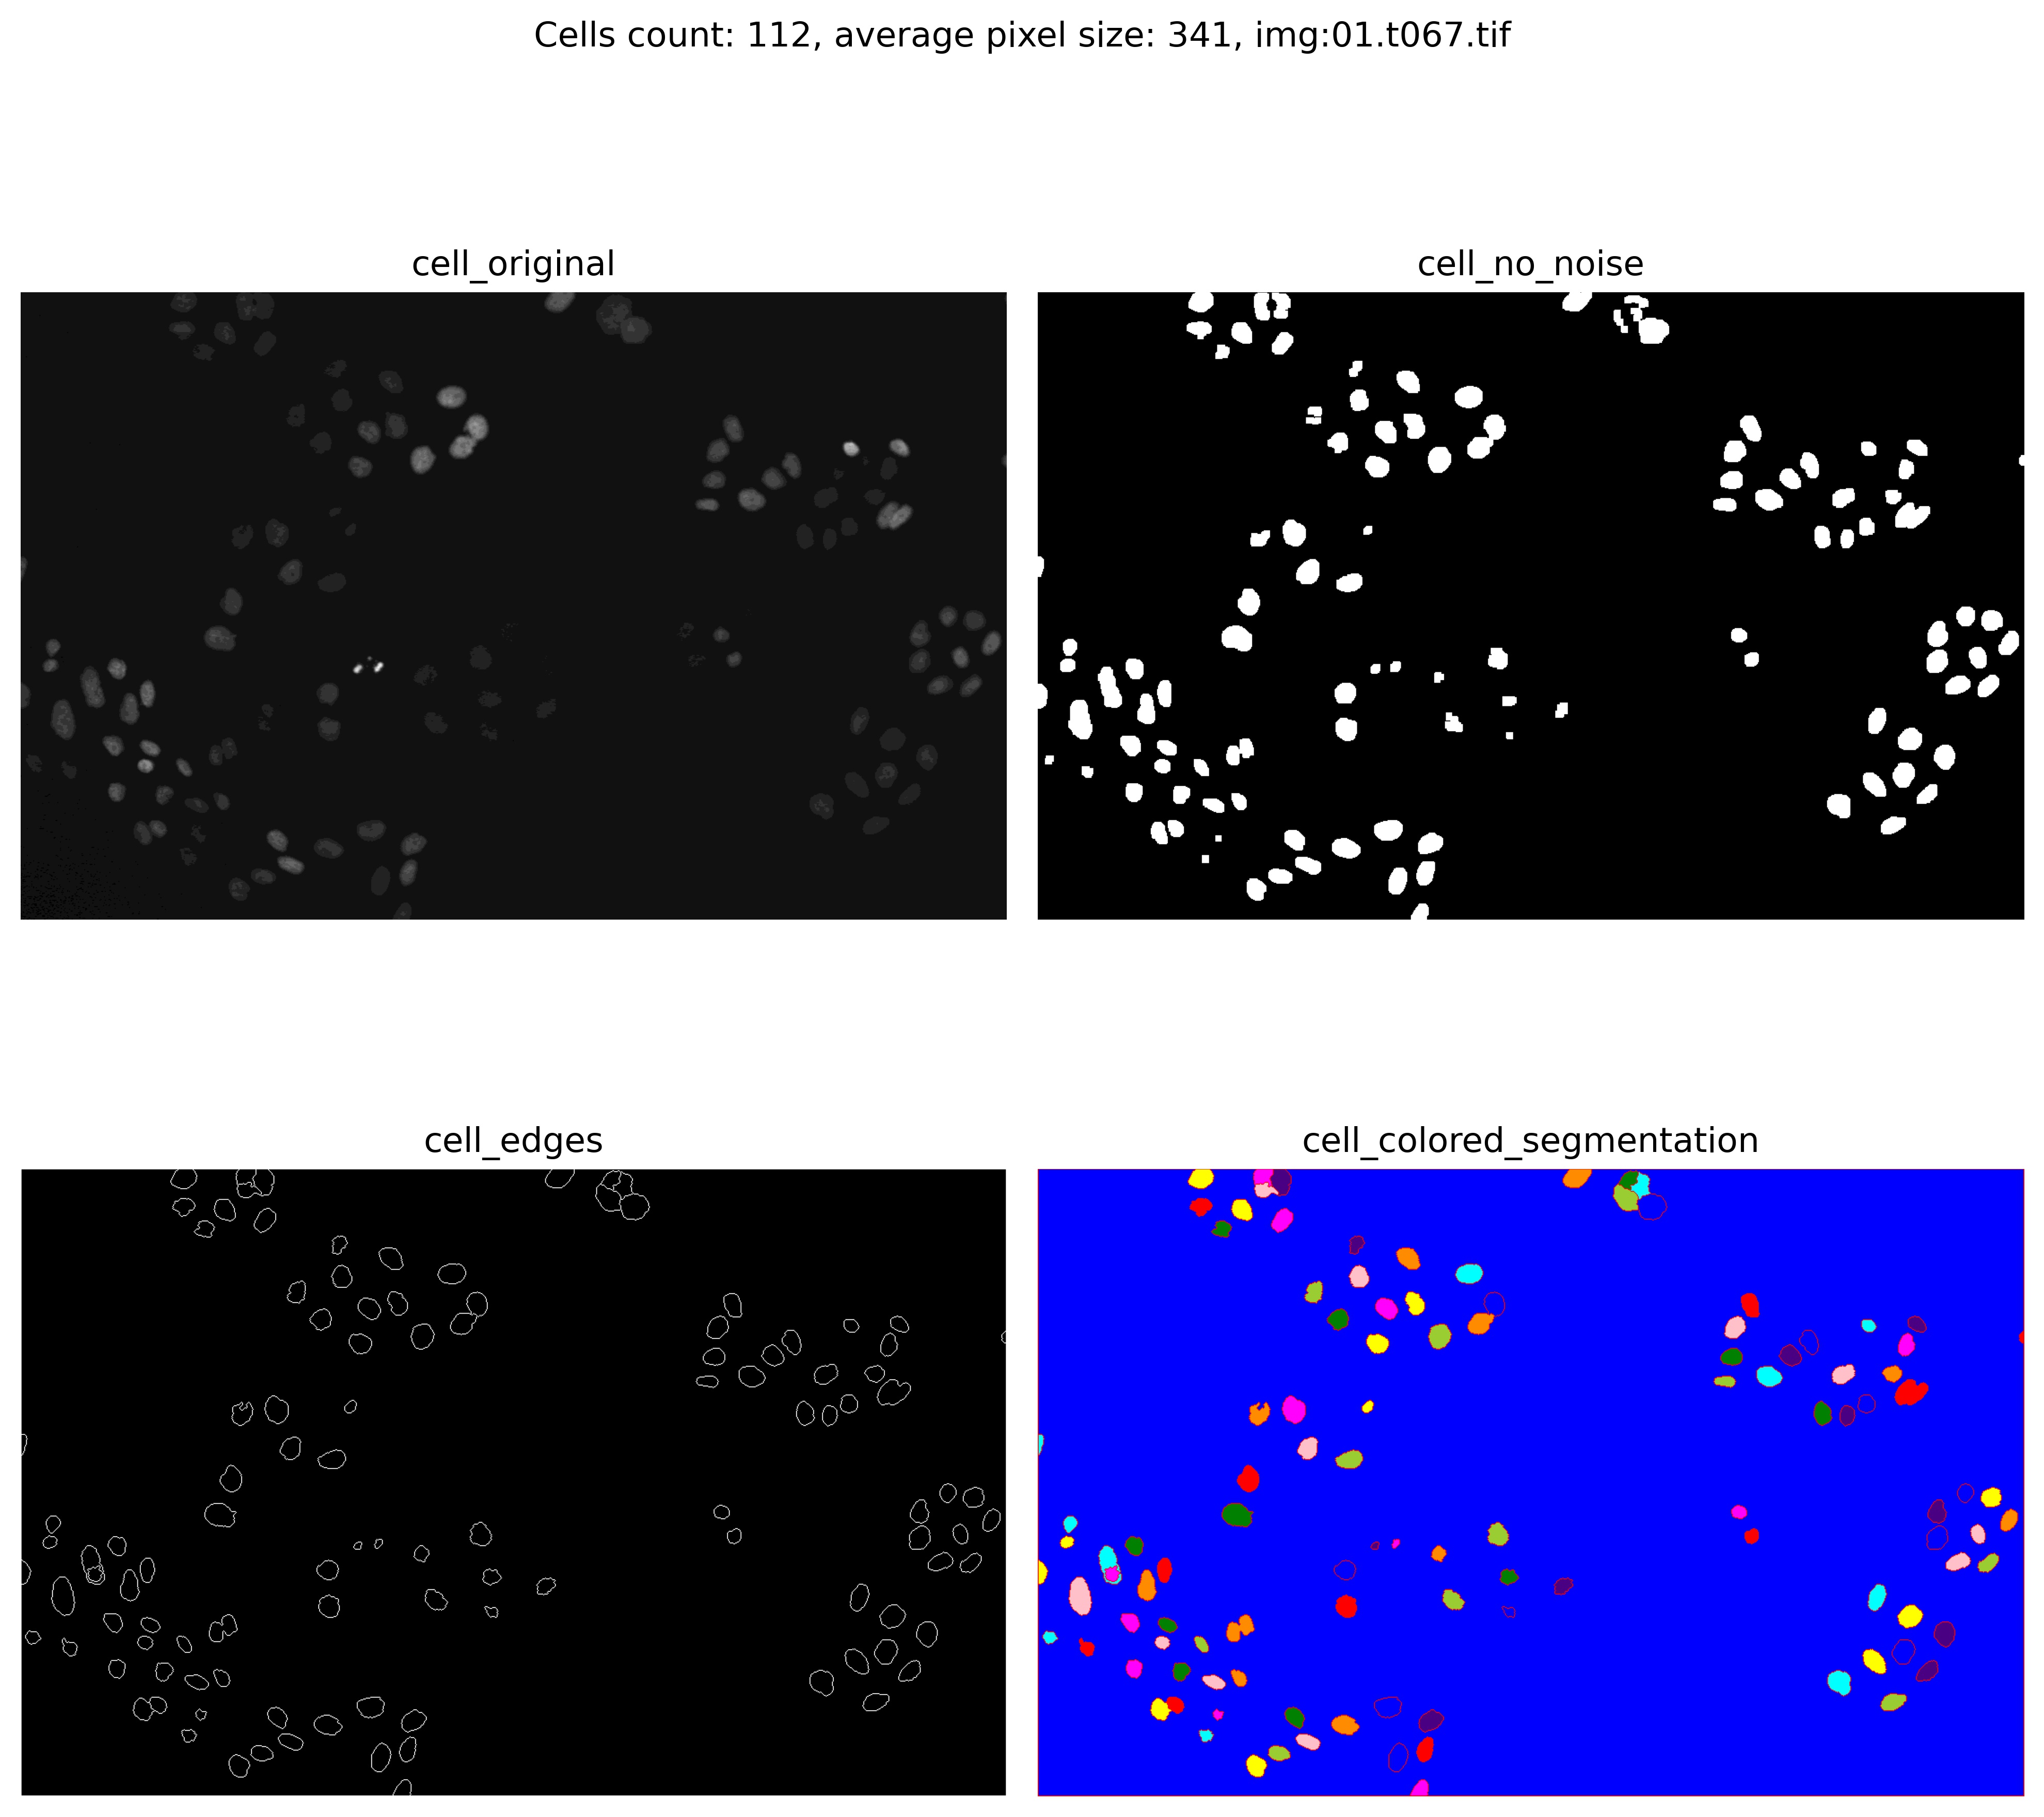 Cells count: 112, average pixel size: 341, img:01.t067.tif
cell_original
cell_no_noise
cell_edges
cell_colored_segmentation